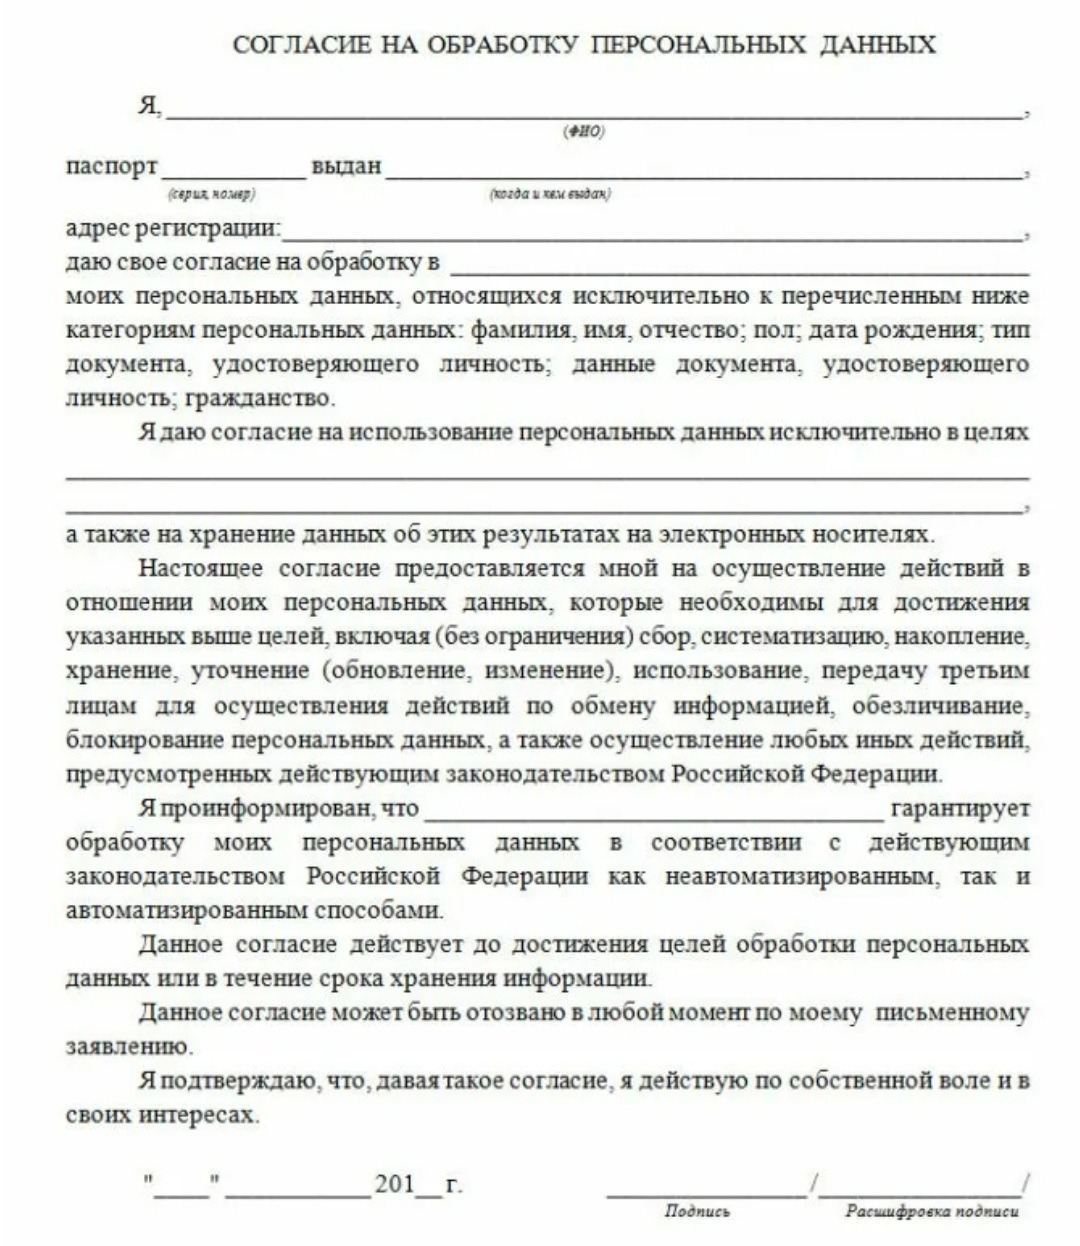 СОГЛАСИЕ НА ОБРАБОТКУ ПЕРСОНАЛЬНЫХ ДАННЫХ
Я, ______________________________,
(ФИО)
паспорт __________ выдан ______________________________,
(серия, номер) (когда и кем выдан)
адрес регистрации:______________________________,
даю свое согласие на обработку в ______________________________
моих персональных данных, относящихся исключительно к перечисленным ниже
категориям персональных данных: фамилия, имя, отчество; пол; дата рождения; тип
документа, удостоверяющего личность; данные документа, удостоверяющего
личность; гражданство.
Я даю согласие на использование персональных данных исключительно в целях
______________________________
______________________________,
а также на хранение данных об этих результатах на электронных носителях.
Настоящее согласие предоставляется мной на осуществление действий в
отношении моих персональных данных, которые необходимы для достижения
указанных выше целей, включая (без ограничения) сбор, систематизацию, накопление,
хранение, уточнение (обновление, изменение), использование, передачу третьим
лицам для осуществления действий по обмену информацией, обезличивание,
блокирование персональных данных, а также осуществление любых иных действий,
предусмотренных действующим законодательством Российской Федерации.
Я проинформирован, что ______________________________ гарантирует
обработку моих персональных данных в соответствии с действующим
законодательством Российской Федерации как неавтоматизированным, так и
автоматизированным способами.
Данное согласие действует до достижения целей обработки персональных
данных или в течение срока хранения информации.
Данное согласие может быть отозвано в любой момент по моему письменному
заявлению.
Я подтверждаю, что, давая такое согласие, я действую по собственной воле и в
своих интересах.
"____" __________ 201__ г. ______________/______________/
Подпись Расшифровка подписи